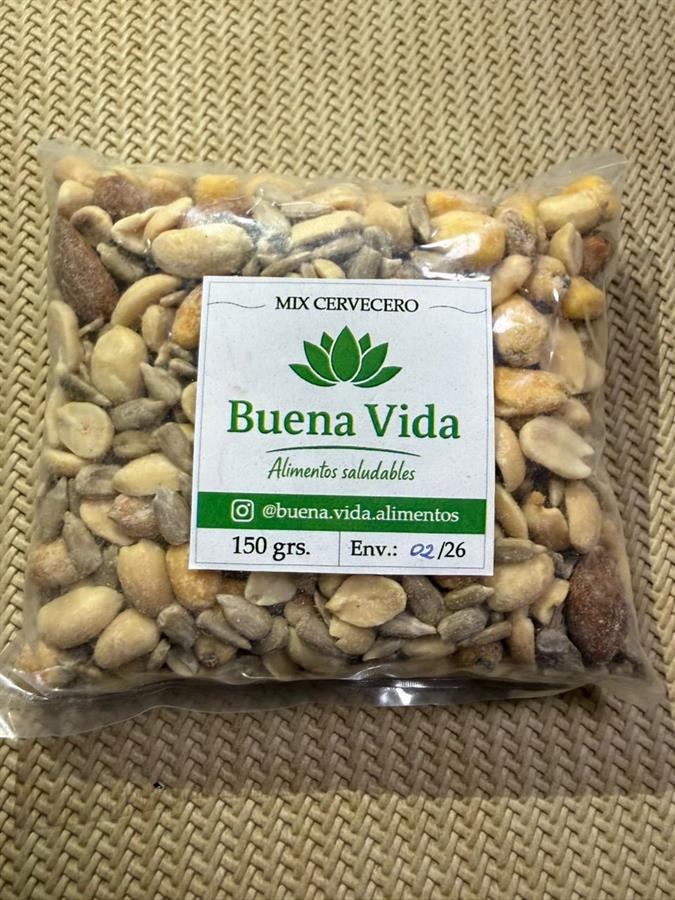 MIX CERVECERO
Buena Vida
Alimentos saludables
@buena.vida.alimentos
150 grs. Env.: 02/26